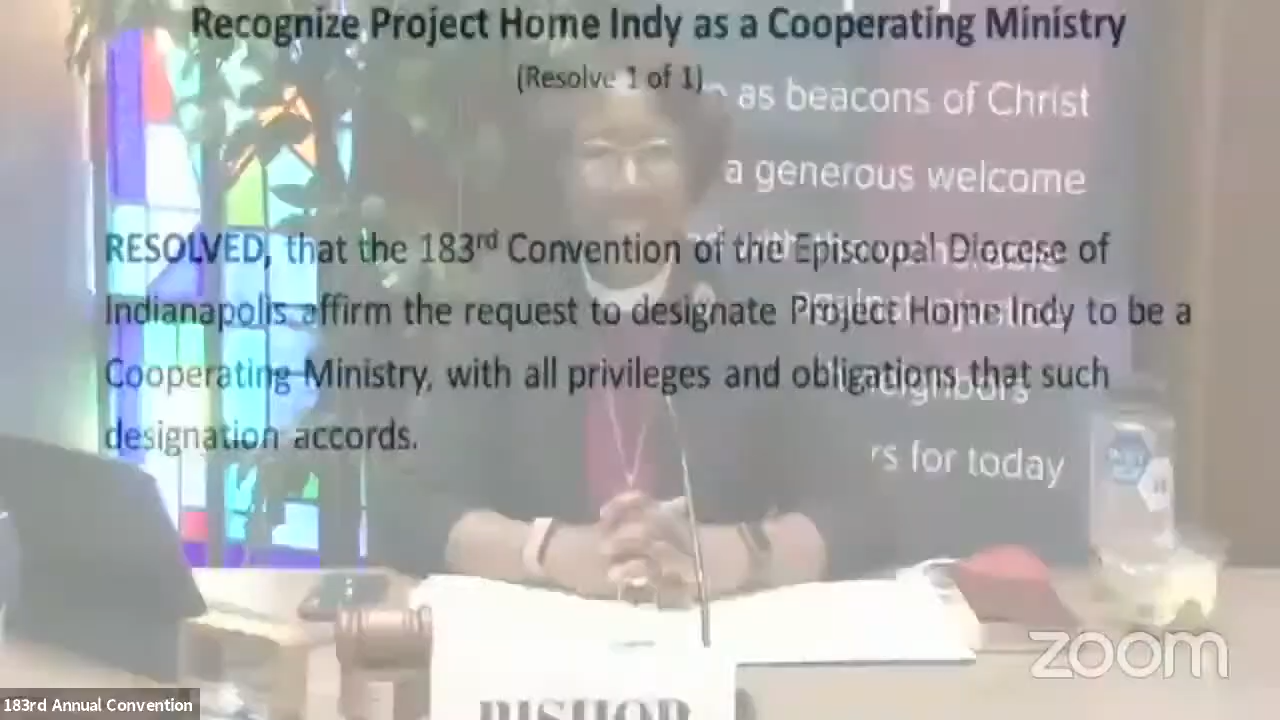 Recognize Project Home Indy as a Cooperating Ministry
(Resolve 1 of 1)
as beacons of Christ
a generous welcome
RESOLVED, that the 183rd Convention of the Episcopal Diocese of
Indianapolis affirm the request to designate Project Home Indy to be a
Cooperating Ministry, with all privileges and obligations that such
neighbors
designation accords.
rs for today
zoom
BISHOP
183rd Annual Convention